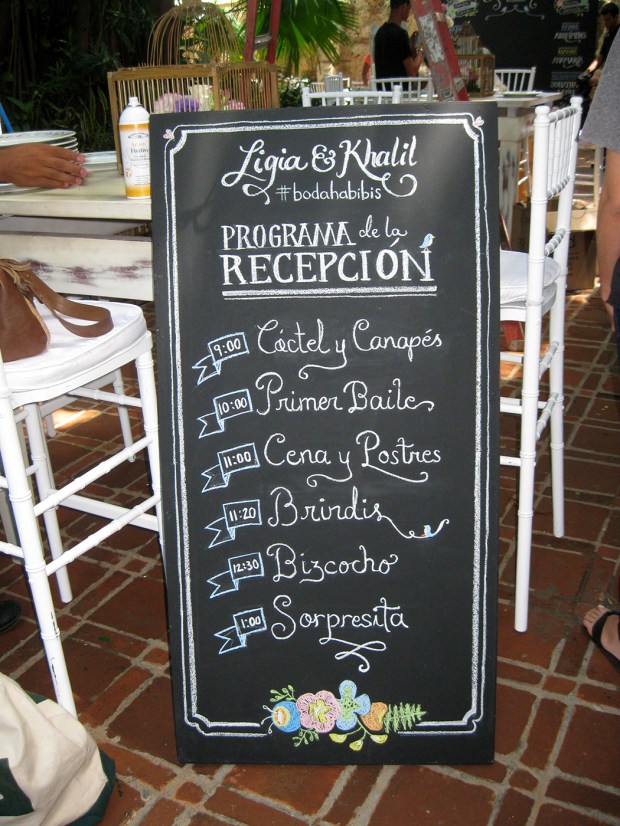 Ligia & Khalil
#bodahabibis
PROGRAMA de la
RECEPCIÓN
9:00 Cóctel y Canapés
10:00 Primer Baile
11:00 Cena y Postres
11:20 Brindis
12:30 Bizcocho
1:00 Sorpresita